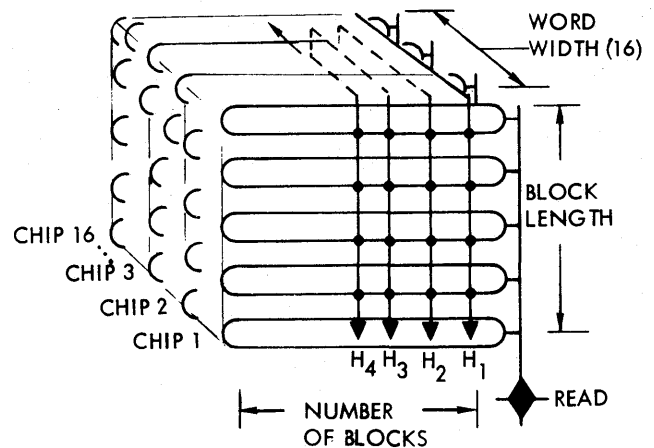 WORD
WIDTH (16)
BLOCK
LENGTH
CHIP 16
CHIP 3
CHIP 2
CHIP 1
H4 H3 H2 H1
READ
NUMBER
OF BLOCKS